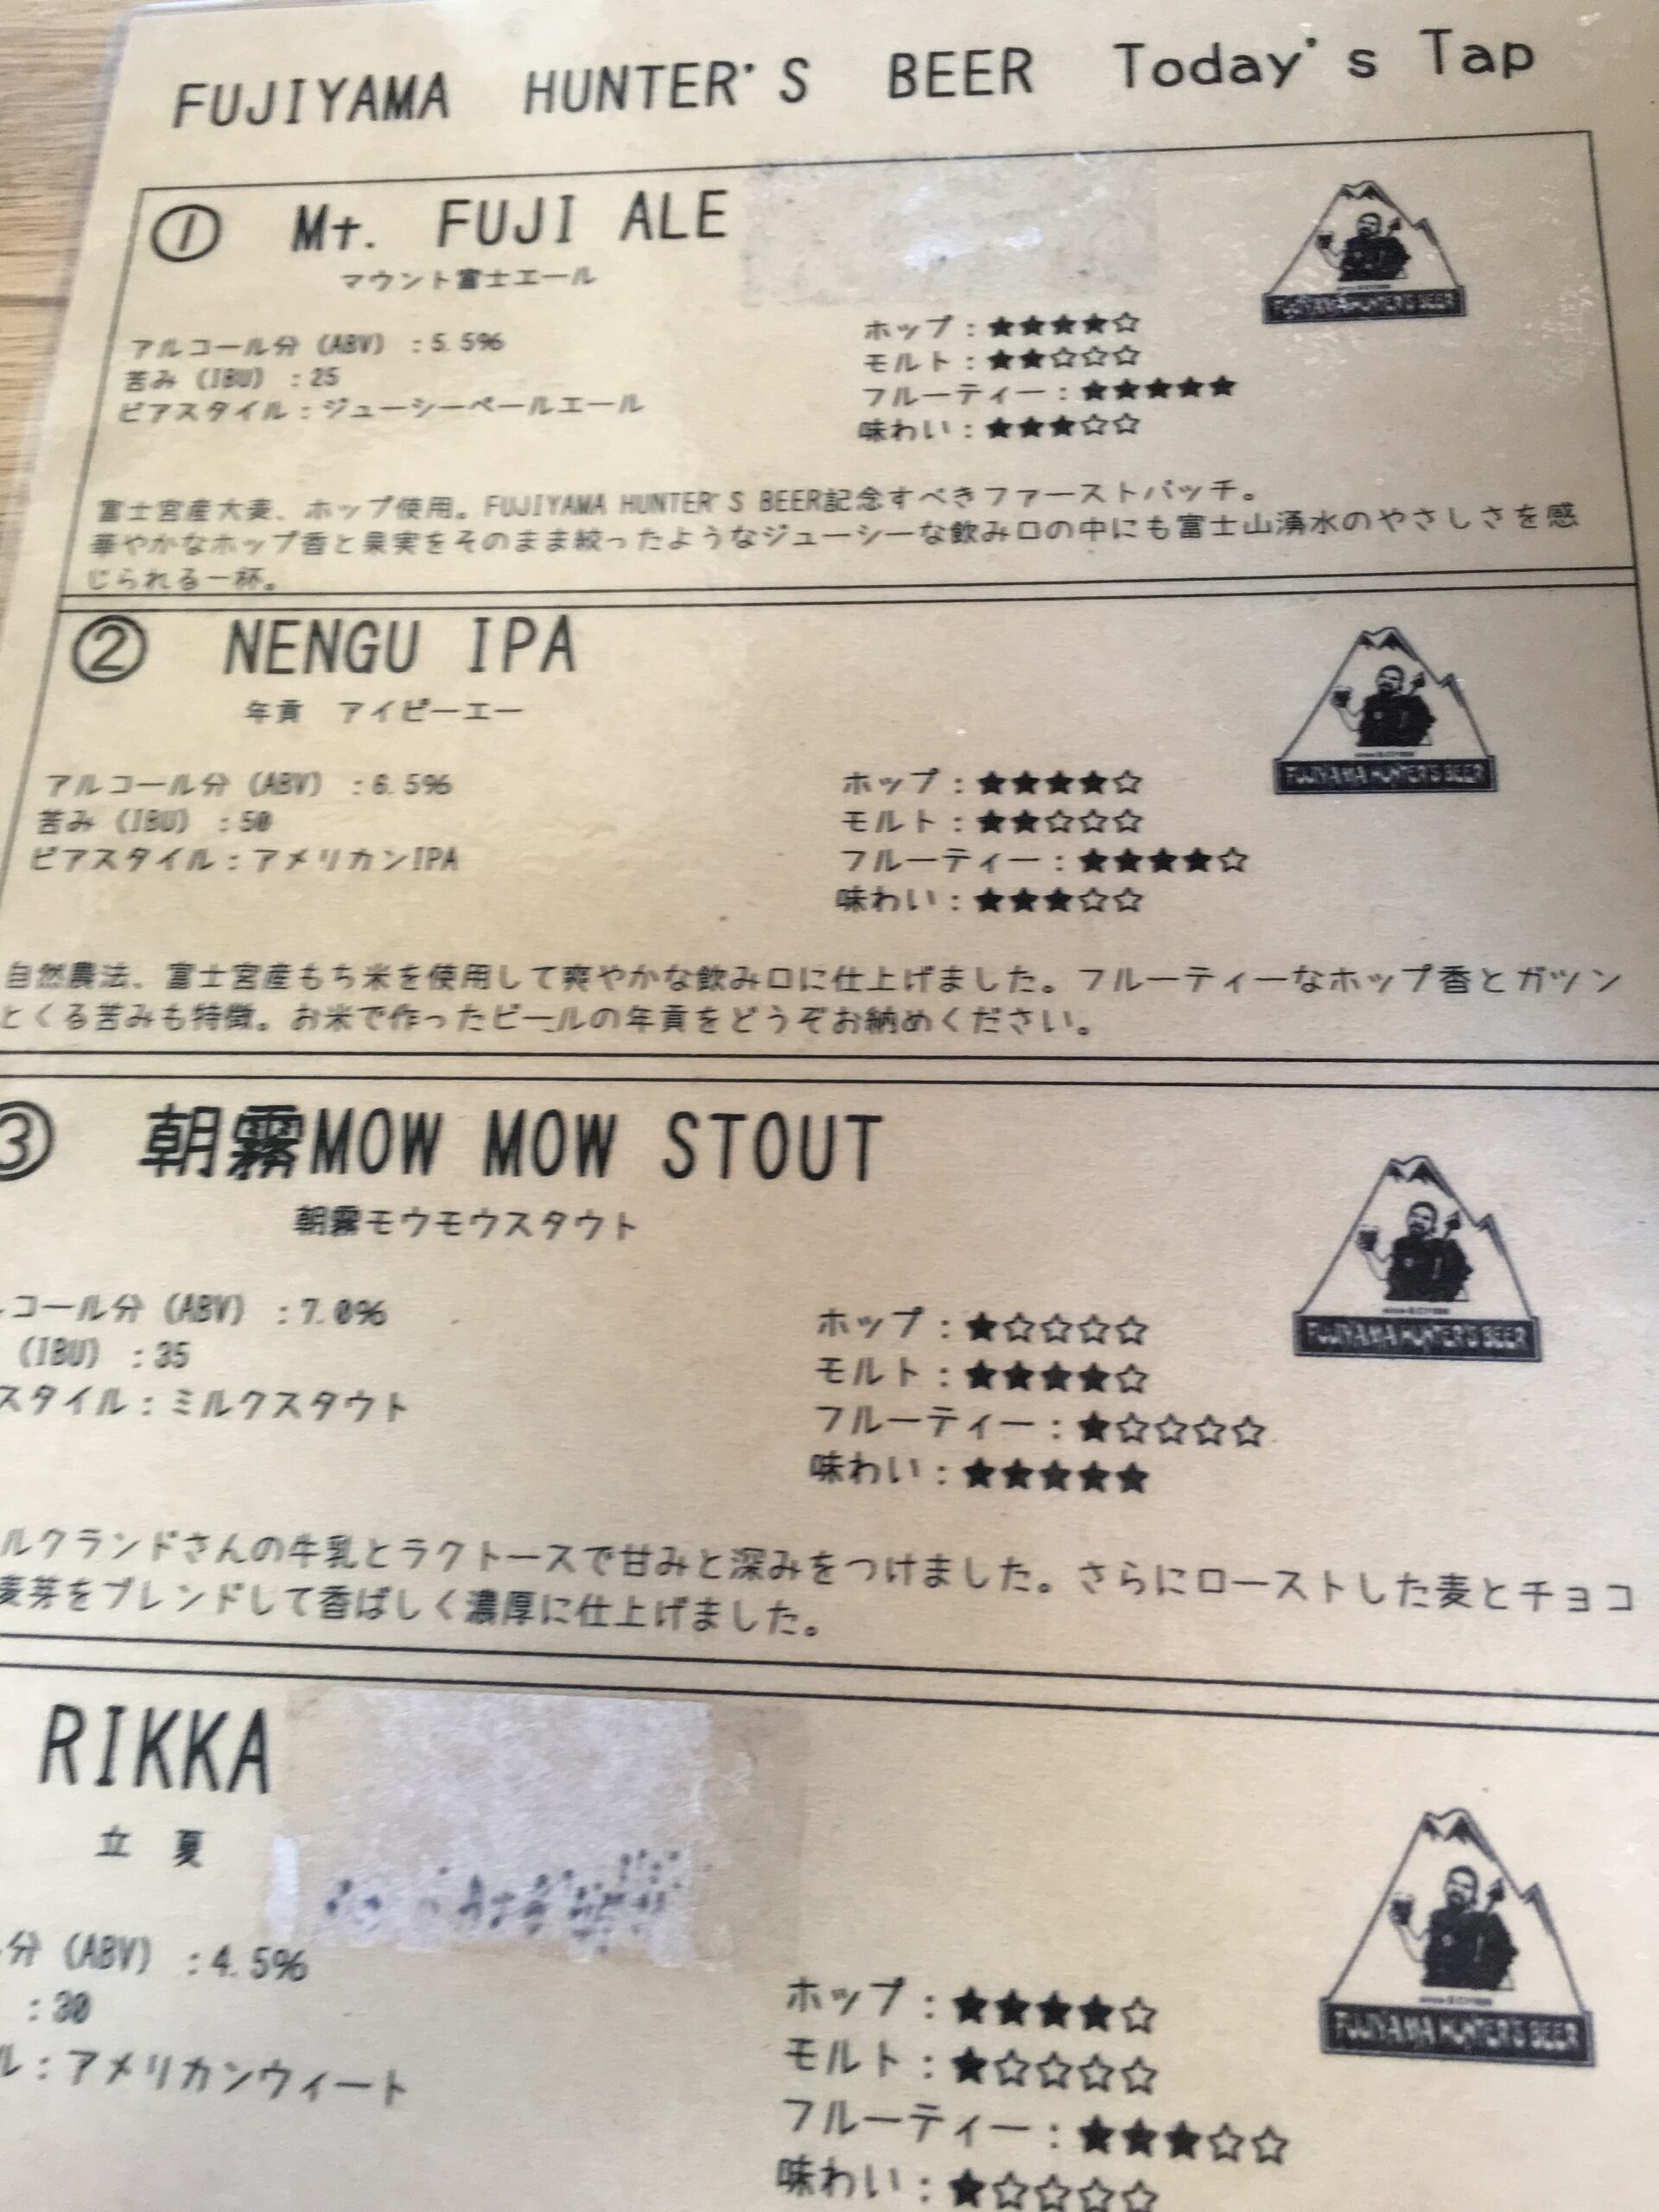 FUJIYAMA HUNTER'S BEER Today's Tap
① Mt. FUJI ALE
マウント富士エール
アルコール分(ABV) :5.5%
苦み(IBU) :25
ビアスタイル:ジューシーペールエール
ホップ:★★★★☆
モルト:★★☆☆☆
フルーティー:★★★★★
味わい:★★★☆☆
FUJIYAMA HUNTER'S BEER
富士宮産大麦、ホップ使用。FUJIYAMA HUNTER'S BEER記念すべきファーストバッチ。
華やかなホップ香と果実をそのまま絞ったようなジューシーな飲み口の中にも富士山湧水のやさしさを感
じられる一杯。
② NENGU IPA
年貢 アイピーエー
アルコール分(ABV) :6.5%
苦み(IBU) :50
ビアスタイル:アメリカンIPA
ホップ:★★★★☆
モルト:★★☆☆☆
フルーティー:★★★★☆
味わい:★★★☆☆
FUJIYAMA HUNTER'S BEER
自然農法、富士宮産もち米を使用して爽やかな飲み口に仕上げました。フルーティーなホップ香とガツン
とくる苦みも特徴。お米で作ったビールの年貢をどうぞお納めください。
③ 朝霧MOW MOW STOUT
朝霧モウモウスタウト
コール分(ABV) :7.0%
(IBU) :35
スタイル:ミルクスタウト
ホップ:★☆☆☆☆
モルト:★★★★☆
フルーティー:★☆☆☆☆
味わい:★★★★★
FUJIYAMA HUNTER'S BEER
ルクランドさんの牛乳とラクトースで甘みと深みをつけました。さらにローストした麦とチョコ
麦芽をブレンドして香ばしく濃厚に仕上げました。
RIKKA
立 夏
分(ABV) :4.5%
:30
ル:アメリカンウィート
ホップ:★★★★☆
モルト:★☆☆☆☆
フルーティー:★★★☆☆
味わい:★☆☆☆☆
FUJIYAMA HUNTER'S BEER